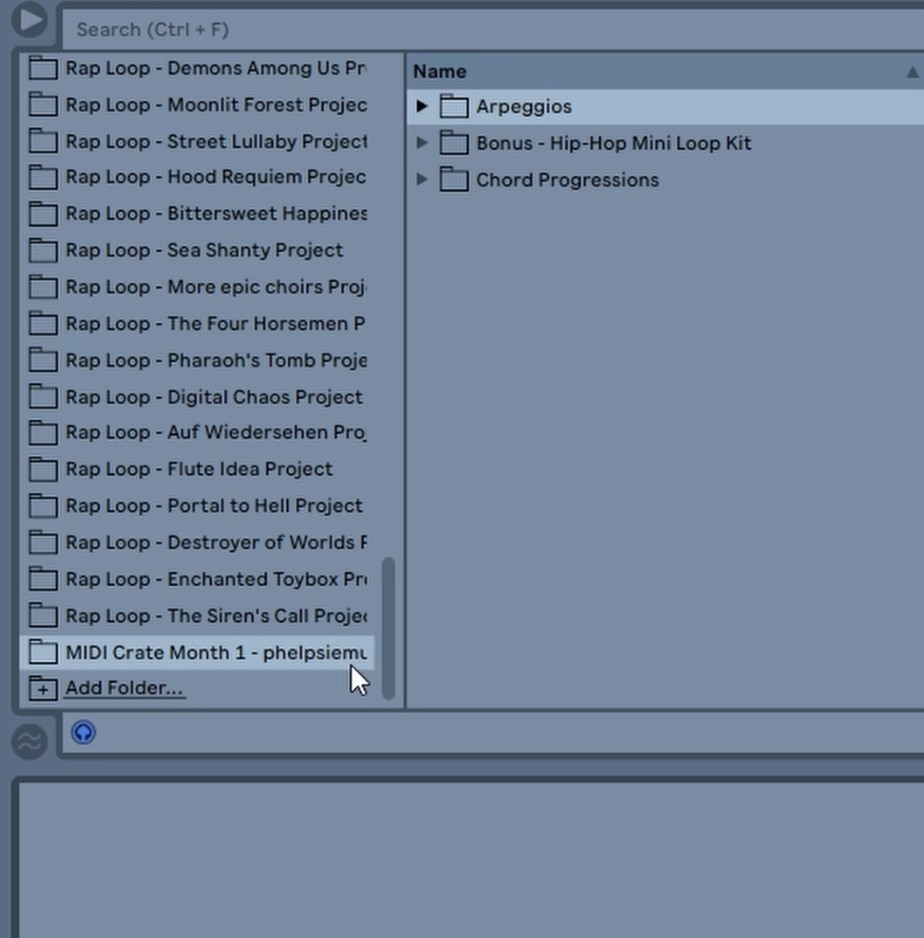 Search (Ctrl + F)
Rap Loop - Demons Among Us Pr
Rap Loop - Moonlit Forest Projec
Rap Loop - Street Lullaby Project
Rap Loop - Hood Requiem Projec
Rap Loop - Bittersweet Happines
Rap Loop - Sea Shanty Project
Rap Loop - More epic choirs Proj
Rap Loop - The Four Horsemen P
Rap Loop - Pharaoh's Tomb Proje
Rap Loop - Digital Chaos Project
Rap Loop - Auf Wiedersehen Proj
Rap Loop - Flute Idea Project
Rap Loop - Portal to Hell Project
Rap Loop - Destroyer of Worlds P
Rap Loop - Enchanted Toybox Pro
Rap Loop - The Siren's Call Projec
MIDI Crate Month 1 - phelpsiemu
Add Folder...
Name
Arpeggios
Bonus - Hip-Hop Mini Loop Kit
Chord Progressions